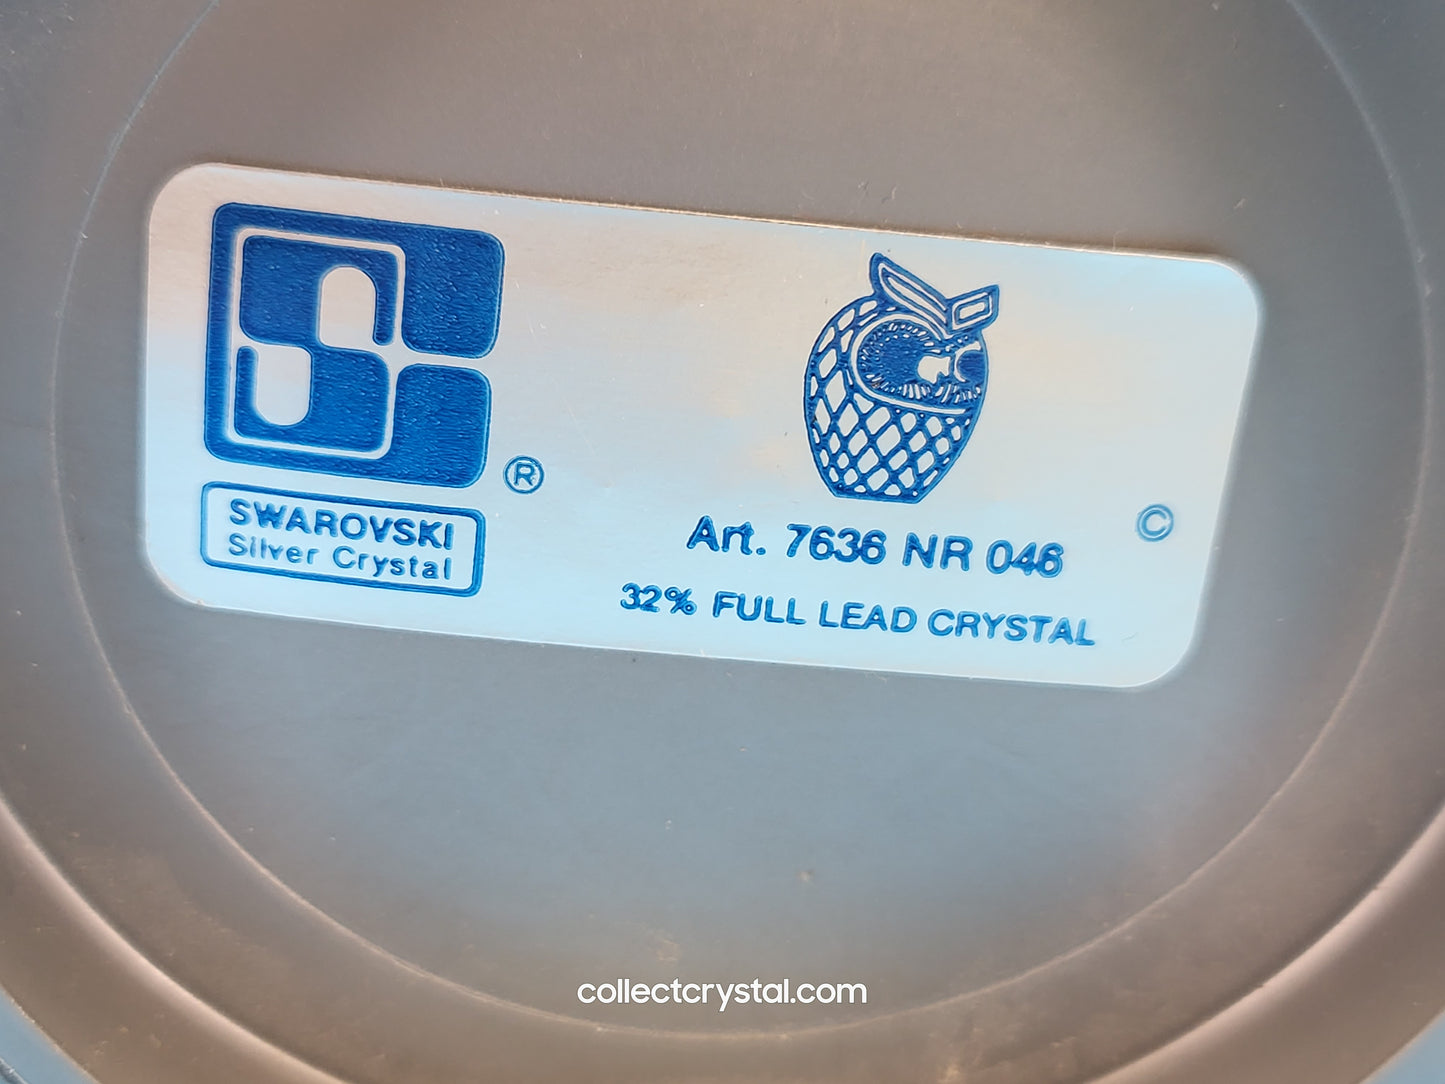 ®
SWAROVSKI
Silver Crystal
©
Art. 7636 NR 046
32% FULL LEAD CRYSTAL
collectcrystal.com